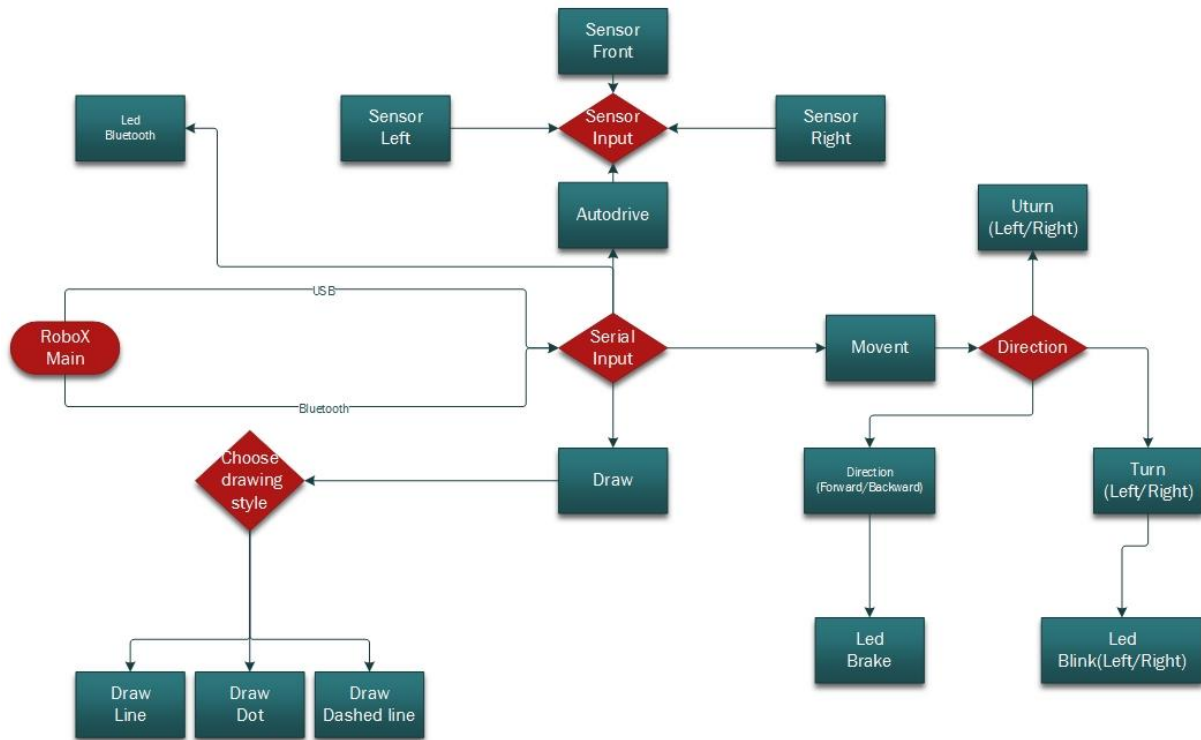 Sensor
Front
Led
Bluetooth
Sensor
Left
Sensor
Input
Sensor
Right
Autodrive
Uturn
(Left/Right)
USB
RoboX
Main
Serial
Input
Movent
Direction
Bluetooth
Choose
drawing
style
Draw
Direction
(Forward/Backward)
Turn
(Left/Right)
Led
Brake
Led
Blink(Left/Right)
Draw
Line
Draw
Dot
Draw
Dashed line